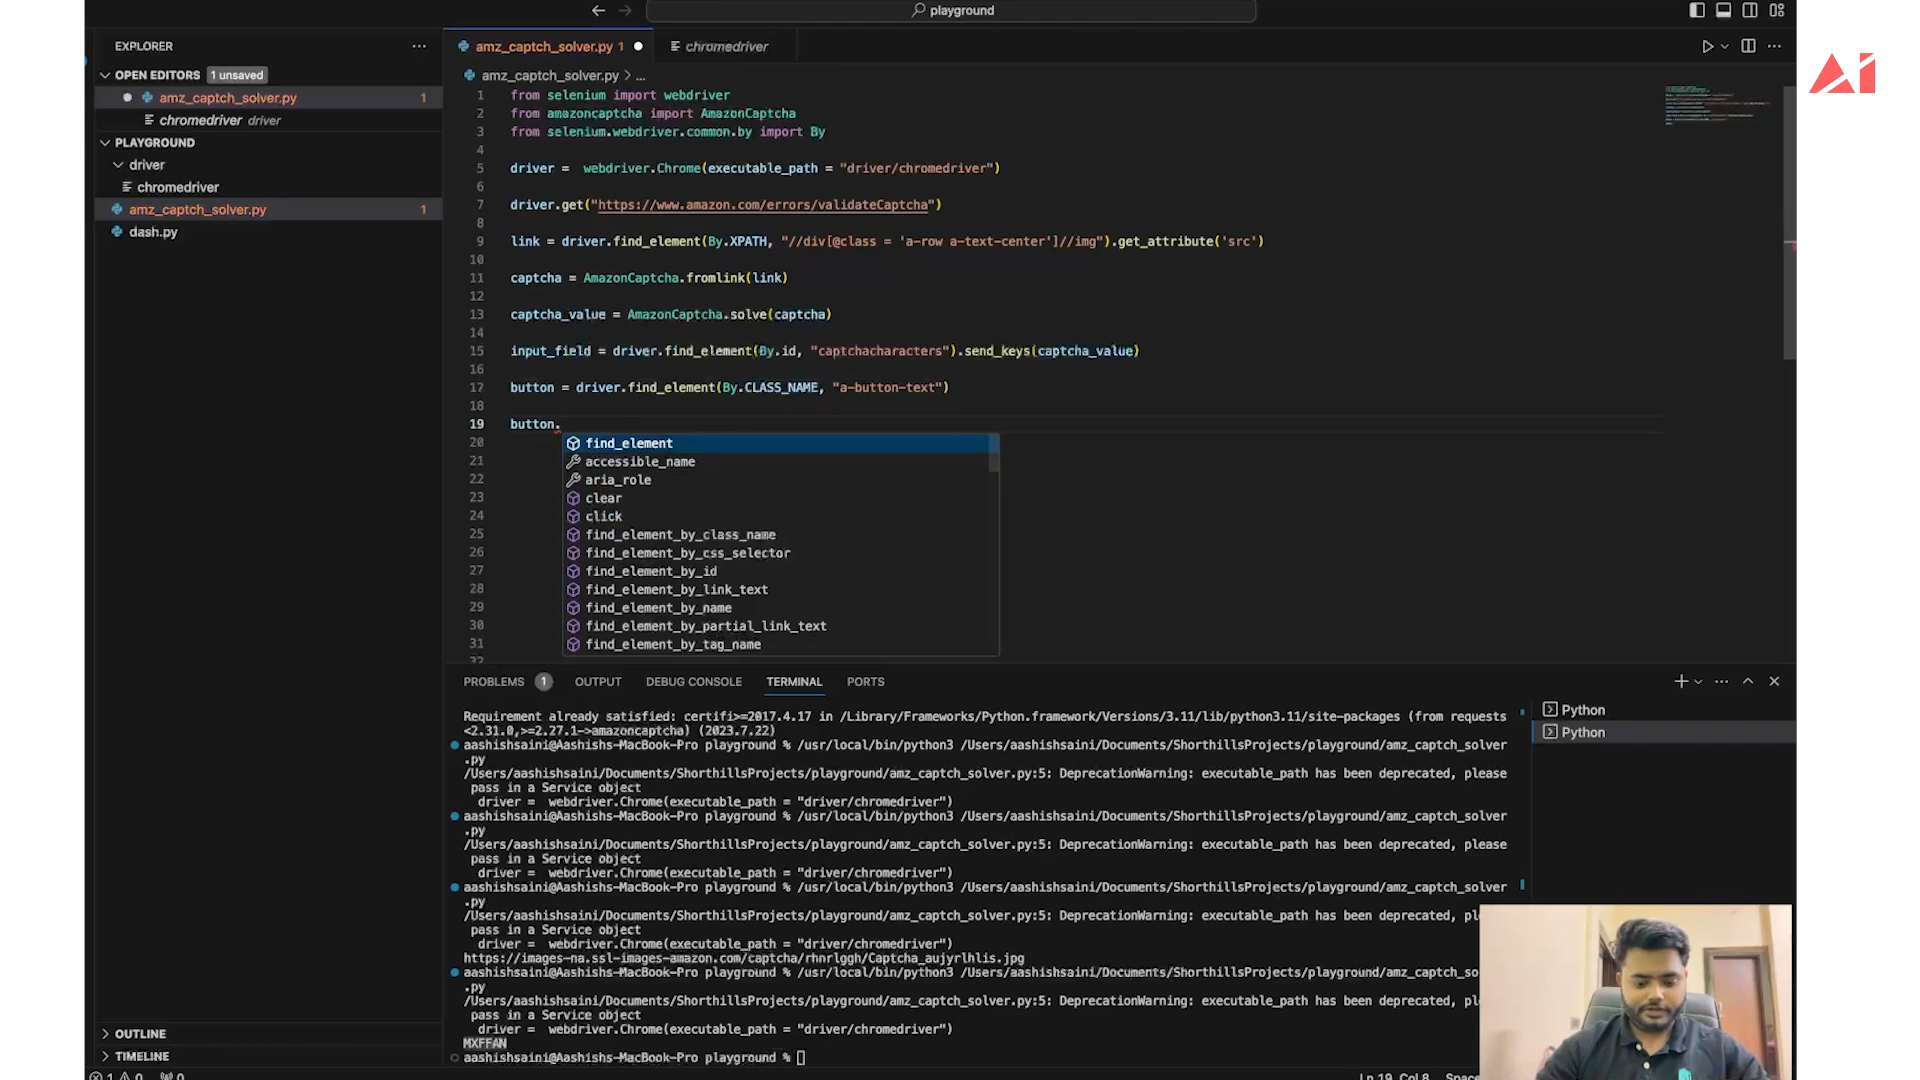 playground
EXPLORER
OPEN EDITORS 1 unsaved
amz_captch_solver.py 1
chromedriver driver
PLAYGROUND
driver
chromedriver
amz_captch_solver.py 1
dash.py
OUTLINE
TIMELINE
amz_captch_solver.py 1
chromedriver
amz_captch_solver.py > ...
1 from selenium import webdriver
2 from amazoncaptcha import AmazonCaptcha
3 from selenium.webdriver.common.by import By
4
5 driver =  webdriver.Chrome(executable_path = "driver/chromedriver")
6
7 driver.get("https://www.amazon.com/errors/validateCaptcha")
8
9 link = driver.find_element(By.XPATH, "//div[@class = 'a-row a-text-center']//img").get_attribute('src')
10
11 captcha = AmazonCaptcha.fromlink(link)
12
13 captcha_value = AmazonCaptcha.solve(captcha)
14
15 input_field = driver.find_element(By.id, "captchacharacters").send_keys(captcha_value)
16
17 button = driver.find_element(By.CLASS_NAME, "a-button-text")
18
19 button.
20 find_element
21 accessible_name
22 aria_role
23 clear
24 click
25 find_element_by_class_name
26 find_element_by_css_selector
27 find_element_by_id
28 find_element_by_link_text
29 find_element_by_name
30 find_element_by_partial_link_text
31 find_element_by_tag_name
32
PROBLEMS 1 OUTPUT DEBUG CONSOLE TERMINAL PORTS
Requirement already satisfied: certifi>=2017.4.17 in /Library/Frameworks/Python.framework/Versions/3.11/lib/python3.11/site-packages (from requests
<2.31.0,>=2.27.1->amazoncaptcha) (2023.7.22)
aashishsaini@Aashishs-MacBook-Pro playground % /usr/local/bin/python3 /Users/aashishsaini/Documents/ShorthillsProjects/playground/amz_captch_solver
.py
/Users/aashishsaini/Documents/ShorthillsProjects/playground/amz_captch_solver.py:5: DeprecationWarning: executable_path has been deprecated, please
pass in a Service object
driver =  webdriver.Chrome(executable_path = "driver/chromedriver")
aashishsaini@Aashishs-MacBook-Pro playground % /usr/local/bin/python3 /Users/aashishsaini/Documents/ShorthillsProjects/playground/amz_captch_solver
.py
/Users/aashishsaini/Documents/ShorthillsProjects/playground/amz_captch_solver.py:5: DeprecationWarning: executable_path has been deprecated, please
pass in a Service object
driver =  webdriver.Chrome(executable_path = "driver/chromedriver")
aashishsaini@Aashishs-MacBook-Pro playground % /usr/local/bin/python3 /Users/aashishsaini/Documents/ShorthillsProjects/playground/amz_captch_solver
.py
/Users/aashishsaini/Documents/ShorthillsProjects/playground/amz_captch_solver.py:5: DeprecationWarning: executable_path has been deprecated, pl
pass in a Service object
driver =  webdriver.Chrome(executable_path = "driver/chromedriver")
https://images-na.ssl-images-amazon.com/captcha/rhnrlggh/Captcha_aujyrlhlis.jpg
aashishsaini@Aashishs-MacBook-Pro playground % /usr/local/bin/python3 /Users/aashishsaini/Documents/ShorthillsProjects/playground/amz_captch_so
.py
/Users/aashishsaini/Documents/ShorthillsProjects/playground/amz_captch_solver.py:5: DeprecationWarning: executable_path has been deprecated, pl
pass in a Service object
driver =  webdriver.Chrome(executable_path = "driver/chromedriver")
MXFFAN
aashishsaini@Aashishs-MacBook-Pro playground %
Python
Python
Ai